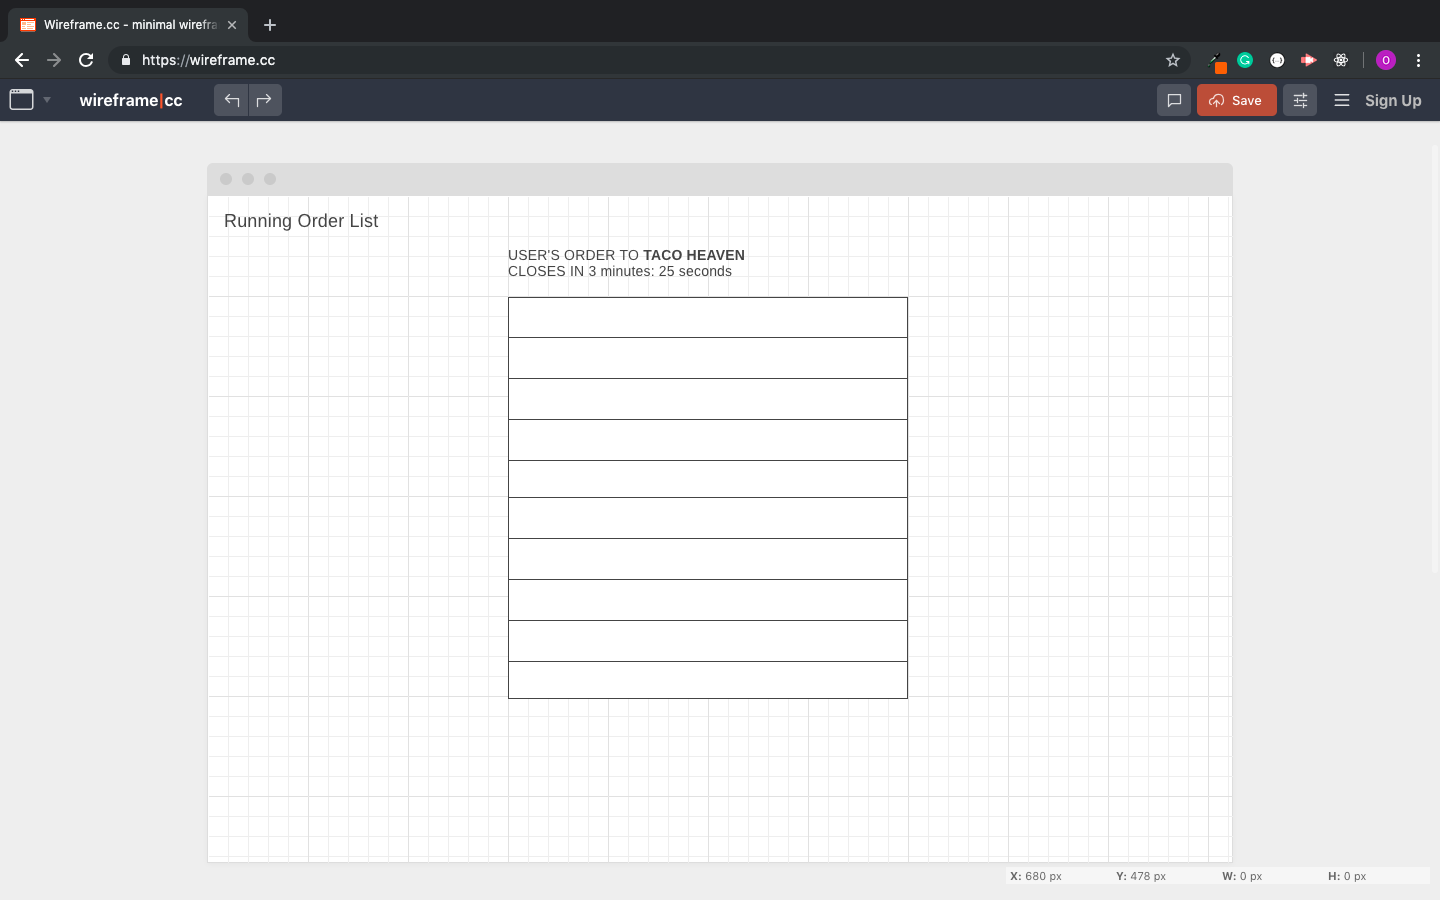 Wireframe.cc - minimal wirefra
https://wireframe.cc
wireframe|cc
Save
Sign Up
Running Order List
USER'S ORDER TO TACO HEAVEN
CLOSES IN 3 minutes: 25 seconds
X: 680 px Y: 478 px W: 0 px H: 0 px